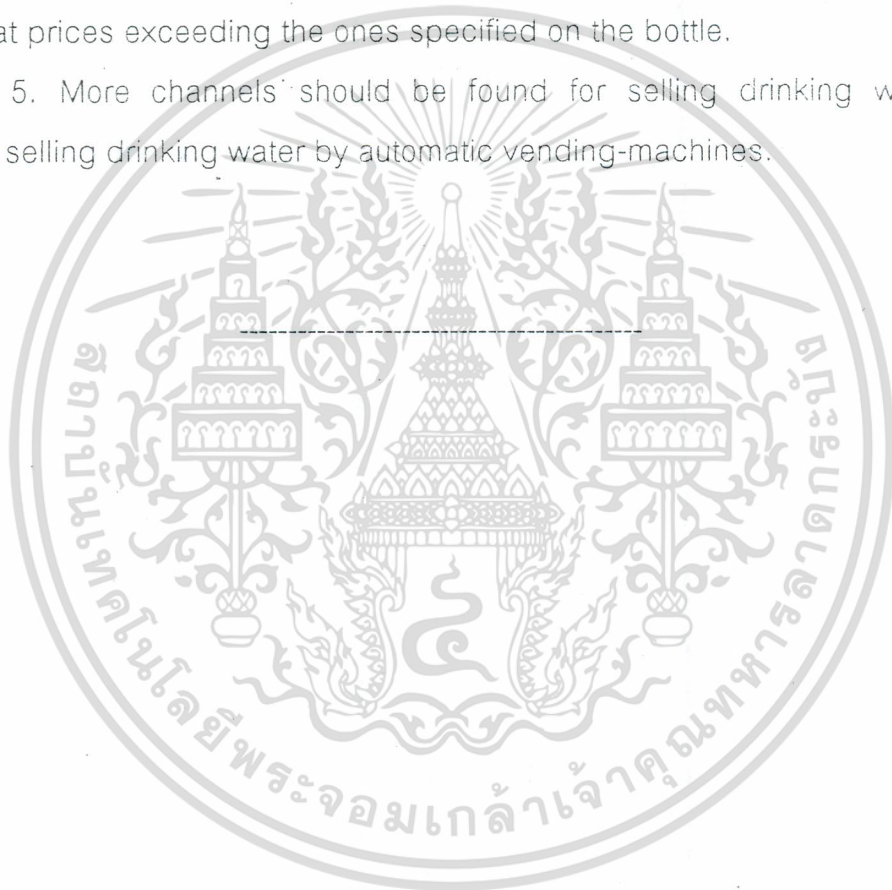 at prices exceeding the ones specified on the bottle.
5. More channels should be found for selling drinking w
selling drinking water by automatic vending-machines.
๔
สถาบันเทคโนโลยีพระจอมเกล้าเจ้าคุณทหารลาดกระบัง